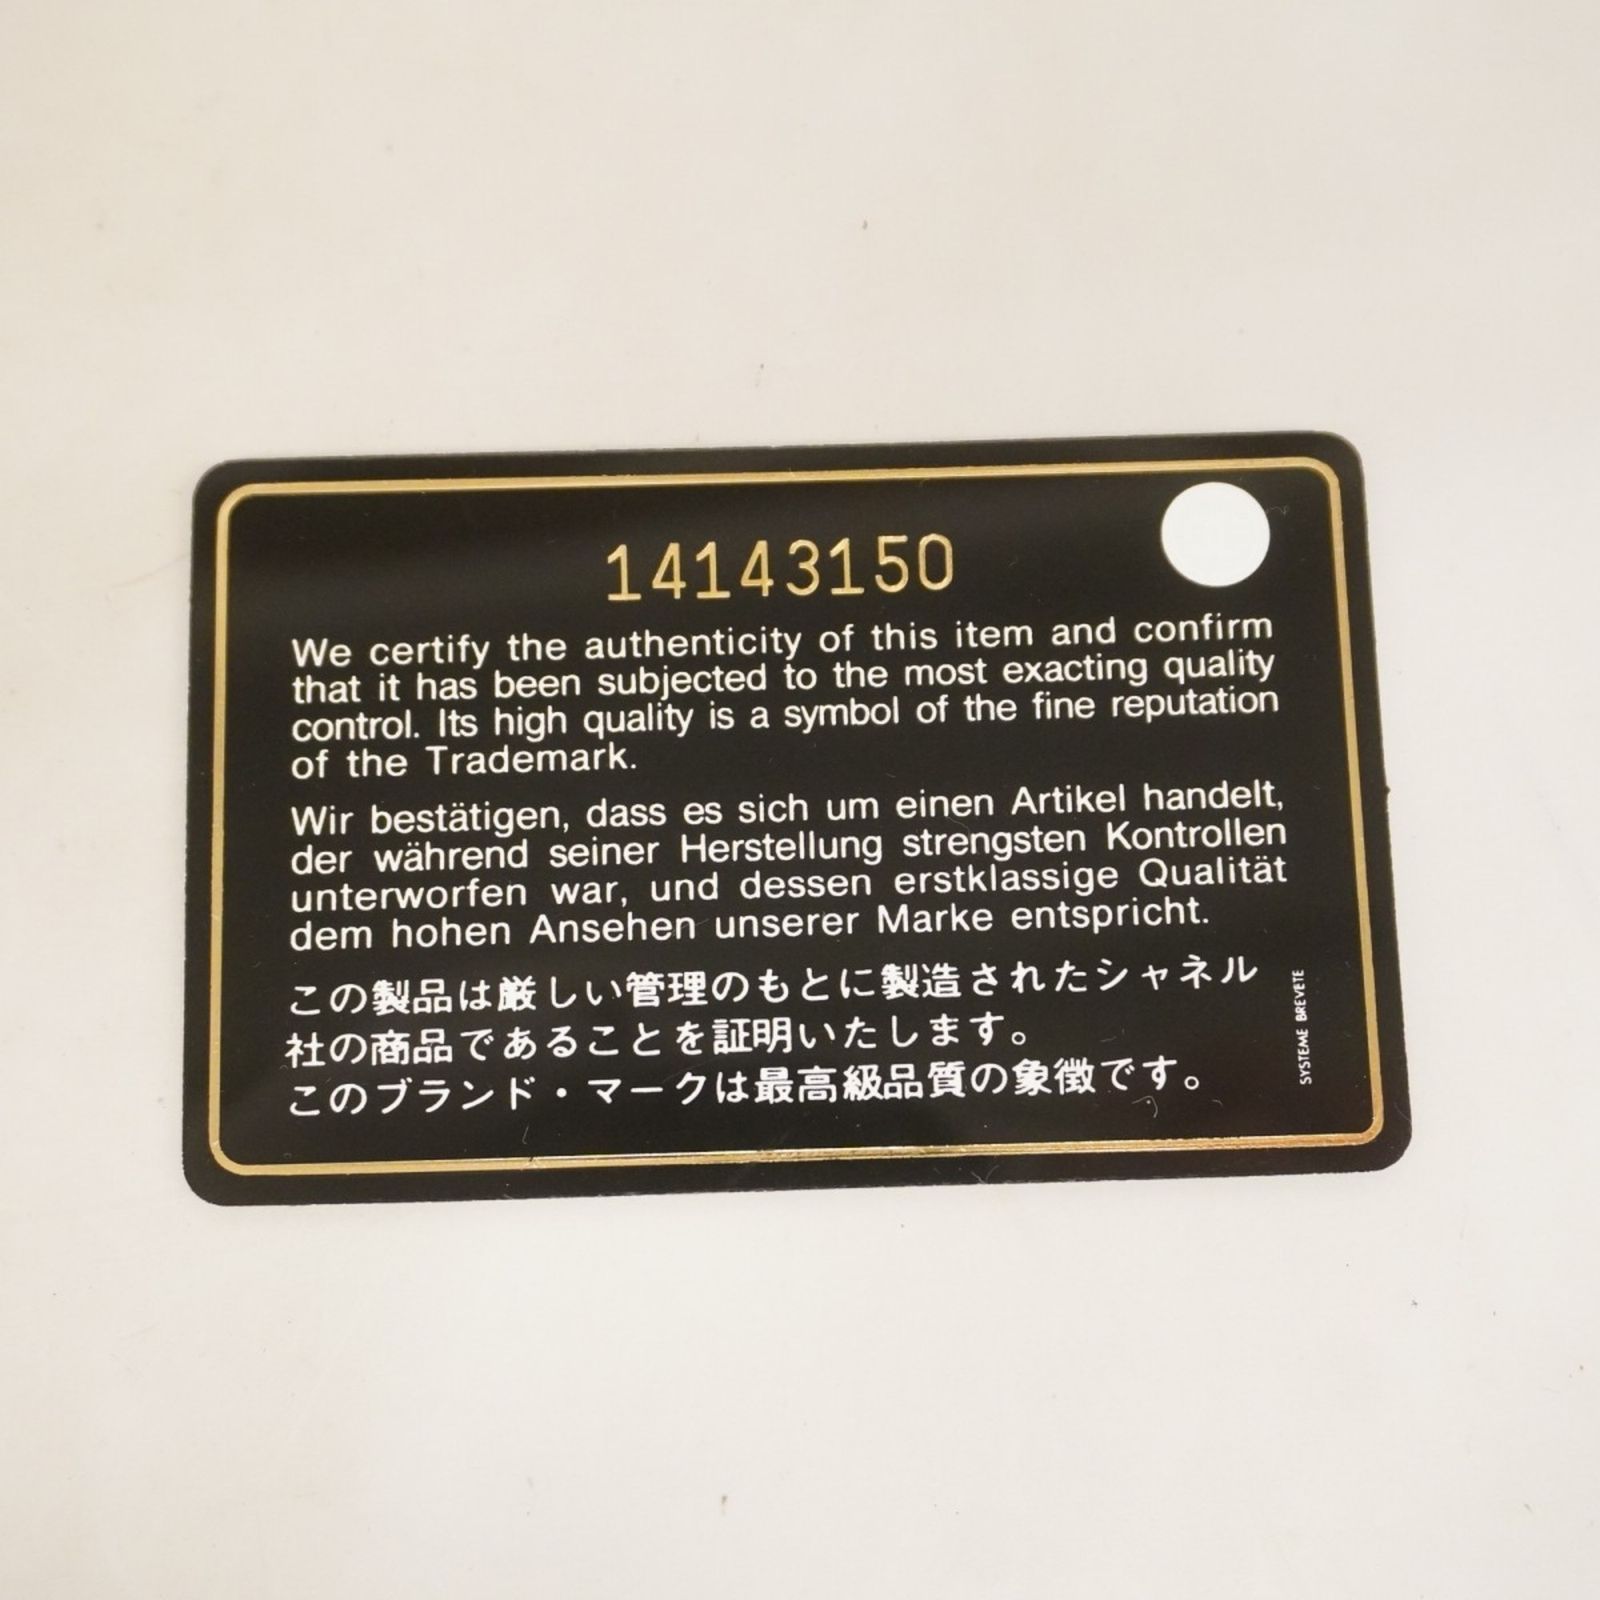 14143150
We certify the authenticity of this item and confirm
that it has been subjected to the most exacting quality
control. Its high quality is a symbol of the fine reputation
of the Trademark.
Wir bestätigen, dass es sich um einen Artikel handelt,
der während seiner Herstellung strengsten Kontrollen
unterworfen war, und dessen erstklassige Qualität
dem hohen Ansehen unserer Marke entspricht.
この製品は厳しい管理のもとに製造されたシャネル
社の商品であることを証明いたします。
このブランド・マークは最高級品質の象徴です。
SYSTEME BREVETE